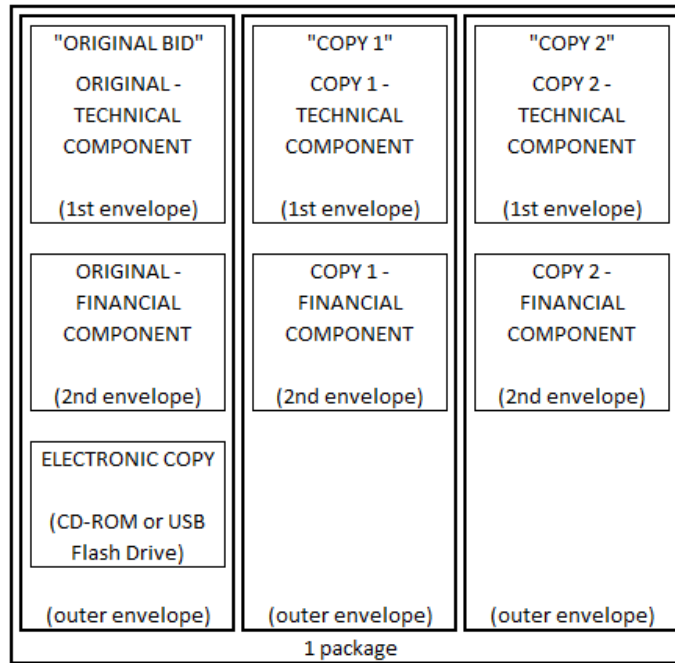 "ORIGINAL BID"
ORIGINAL -
TECHNICAL
COMPONENT
(1st envelope)
ORIGINAL -
FINANCIAL
COMPONENT
(2nd envelope)
ELECTRONIC COPY
(CD-ROM or USB
Flash Drive)
(outer envelope)
"COPY 1"
COPY 1 -
TECHNICAL
COMPONENT
(1st envelope)
COPY 1 -
FINANCIAL
COMPONENT
(2nd envelope)
(outer envelope)
"COPY 2"
COPY 2 -
TECHNICAL
COMPONENT
(1st envelope)
COPY 2 -
FINANCIAL
COMPONENT
(2nd envelope)
(outer envelope)
1 package